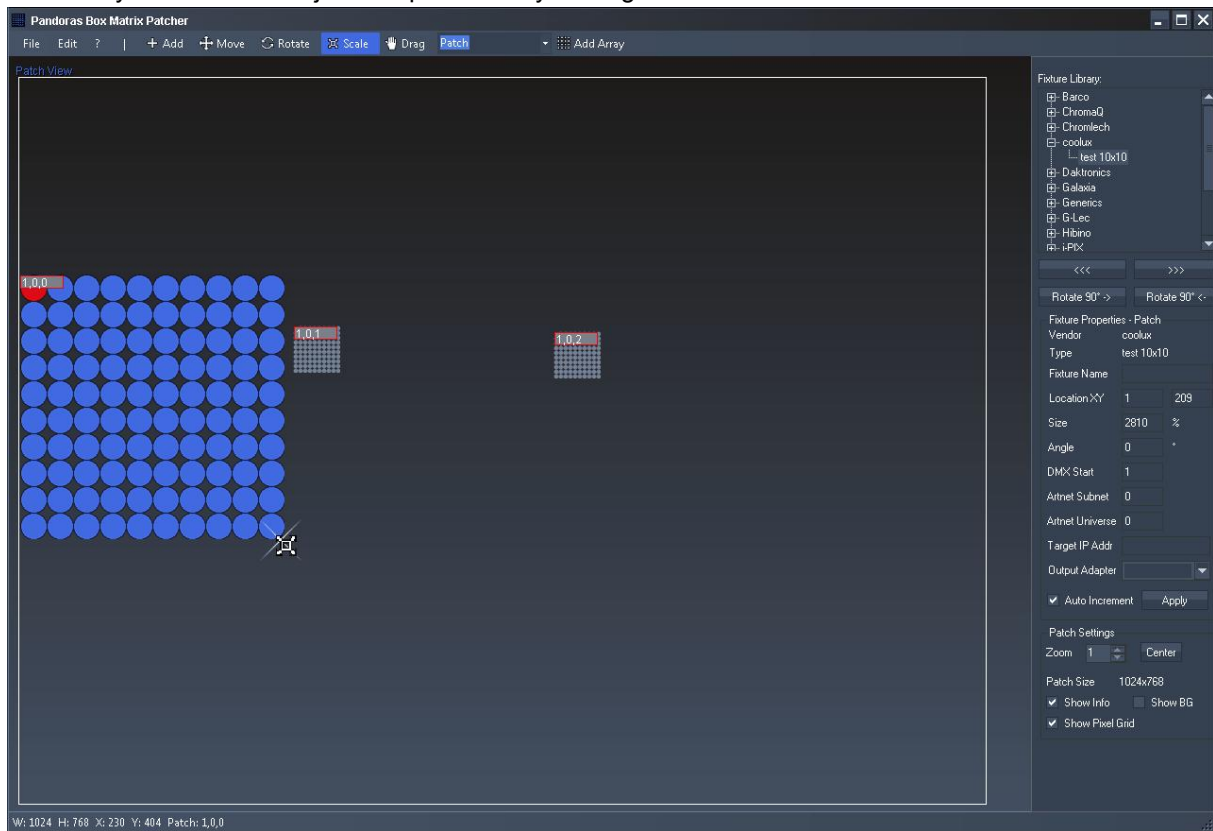 Pandoras Box Matrix Patcher
File Edit ? | + Add Move Rotate Scale Drag Patch Add Array
Patch View
1,0,0
1,0,1
1,0,2
Fixture Library:
Barco
ChromaQ
Chromlech
coolux
test 10x10
Daktronics
Galaxia
Generics
G-Lec
Hibino
i-PIX
<<< >>>
Rotate 90° -> Rotate 90° <-
Fixture Properties - Patch
Vendor coolux
Type test 10x10
Fixture Name
Location XY 1 209
Size 2810 %
Angle 0 °
DMX Start 1
Artnet Subnet 0
Artnet Universe 0
Target IP Addr
Output Adapter
Auto Increment Apply
Patch Settings
Zoom 1 Center
Patch Size 1024x768
Show Info Show BG
Show Pixel Grid
W: 1024 H: 768 X: 230 Y: 404 Patch: 1,0,0